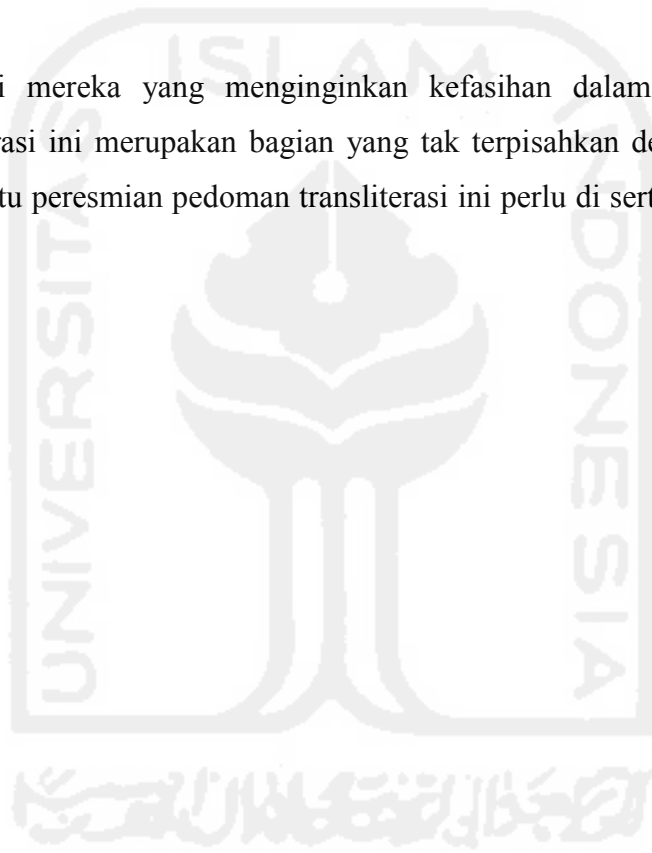 ISLAM
i mereka yang menginginkan kefasihan dalam
rasi ini merupakan bagian yang tak terpisahkan de
tu peresmian pedoman transliterasi ini perlu di sert
UNIVERSITAS
INDONESIA